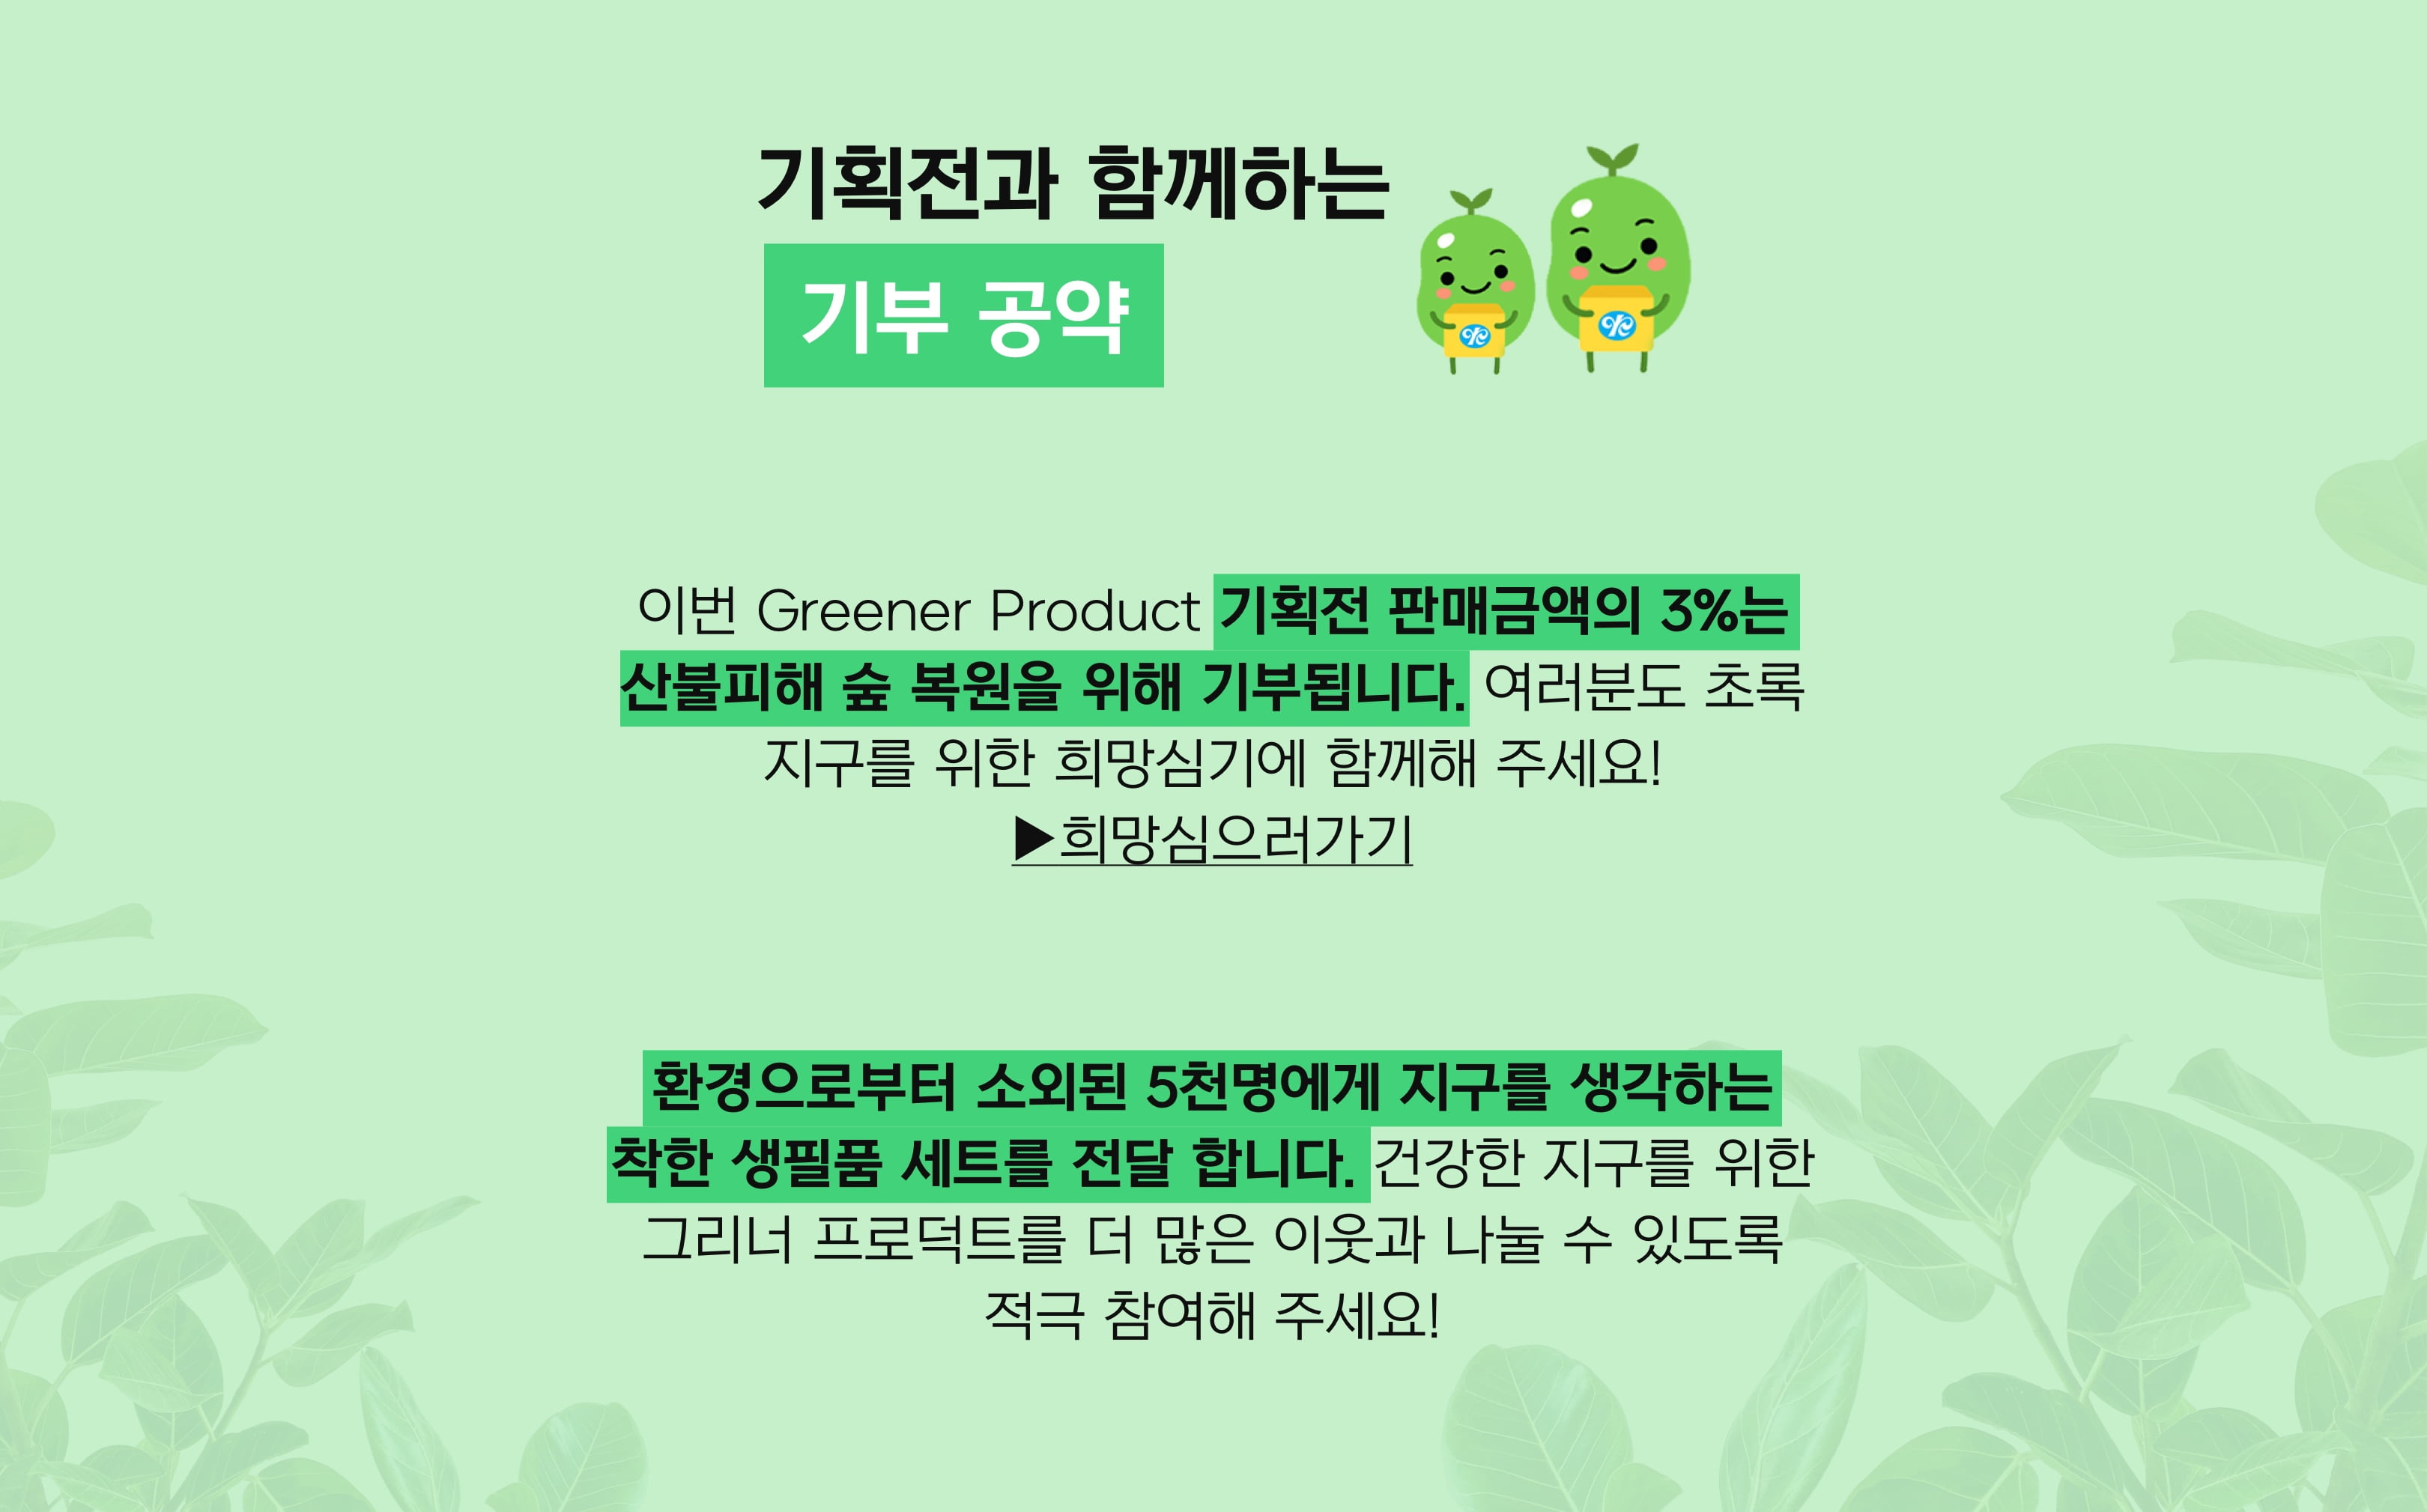 기획전과 함께하는
기부 공약
이번 Greener Product 기획전 판매금액의 3%는
산불피해 숲 복원을 위해 기부됩니다. 여러분도 초록
지구를 위한 희망심기에 함께해 주세요!
▶희망심으러가기
환경으로부터 소외된 5천명에게 지구를 생각하는
착한 생필품 세트를 전달 합니다. 건강한 지구를 위한
그리너 프로덕트를 더 많은 이웃과 나눌 수 있도록
적극 참여해 주세요!